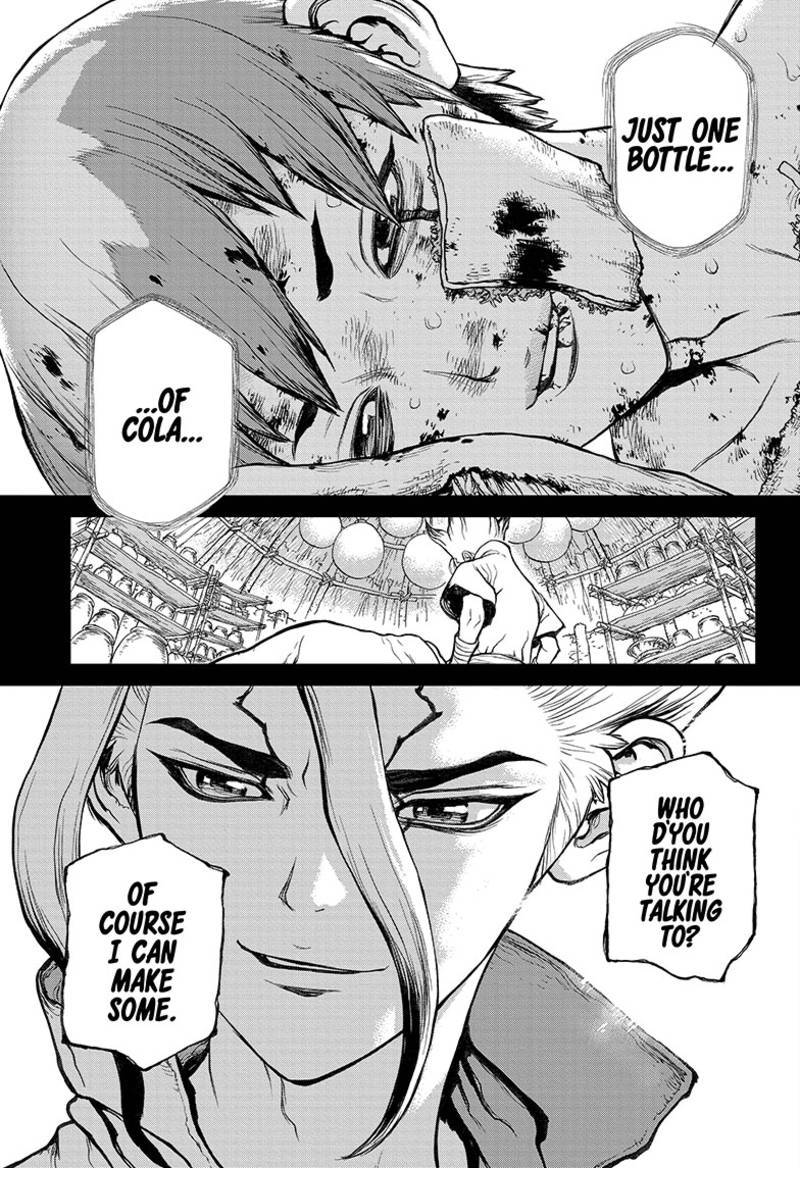 JUST ONE
BOTTLE...
...OF
COLA...
WHO
D'YOU
THINK
YOU'RE
TALKING
TO?
OF
COURSE
I CAN
MAKE
SOME.